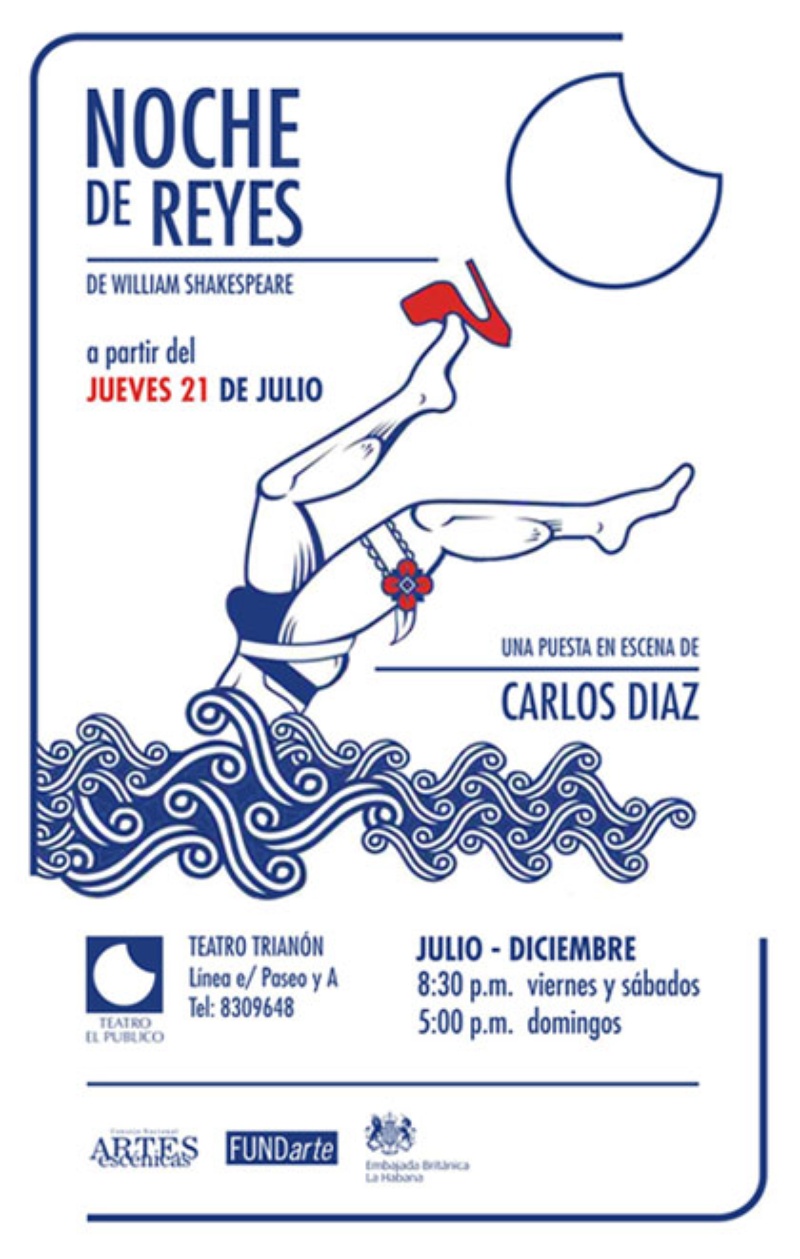 NOCHE
DE REYES
DE WILLIAM SHAKESPEARE
a partir del
JUEVES 21 DE JULIO
UNA PUESTA EN ESCENA DE
CARLOS DIAZ
TEATRO
EL PUBLICO
TEATRO TRIANÓN
Línea e/ Paseo y A
Tel: 8309648
JULIO - DICIEMBRE
8:30 p.m. viernes y sábados
5:00 p.m. domingos
Consejo Nacional
ARTES
escénicas
FUNDarte
Embajada Británica
La Habana